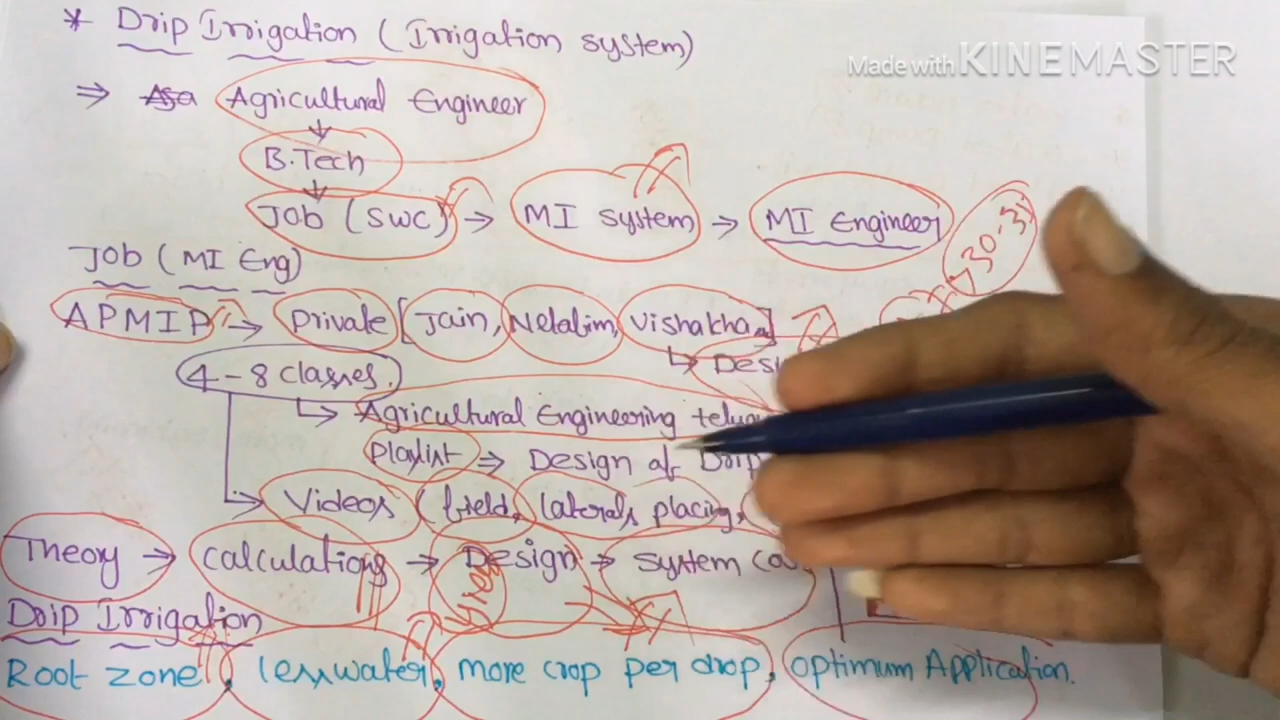 * Drip Irrigation (Irrigation system)
Made with KINEMASTER
⇒ Agricultural Engineer
↓
B.Tech
↓
Job (SWC) → MI System → MI Engineer
Job (MI Eng)
APMIP → Private [Jain, Netafim, Vishakha]
4-8 classes.
↳ Agricultural Engineering
Playlist ⇒ Design of Drip
Videos (field, laterals placing,
Theory → Calculations → Design → System
Drip Irrigation
Root zone, less water, more crop per drop, optimum Application.